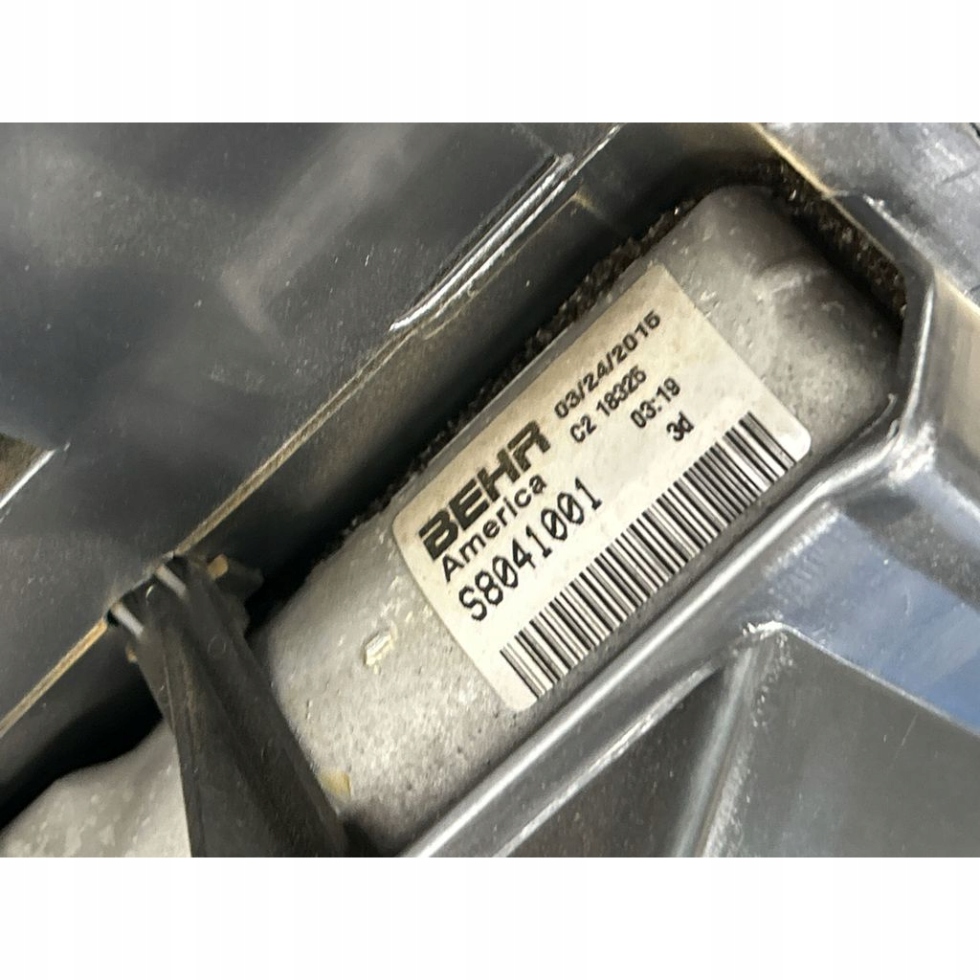 BEHR 03/24/2015
America C2 18325
03:19
S8041001 3d